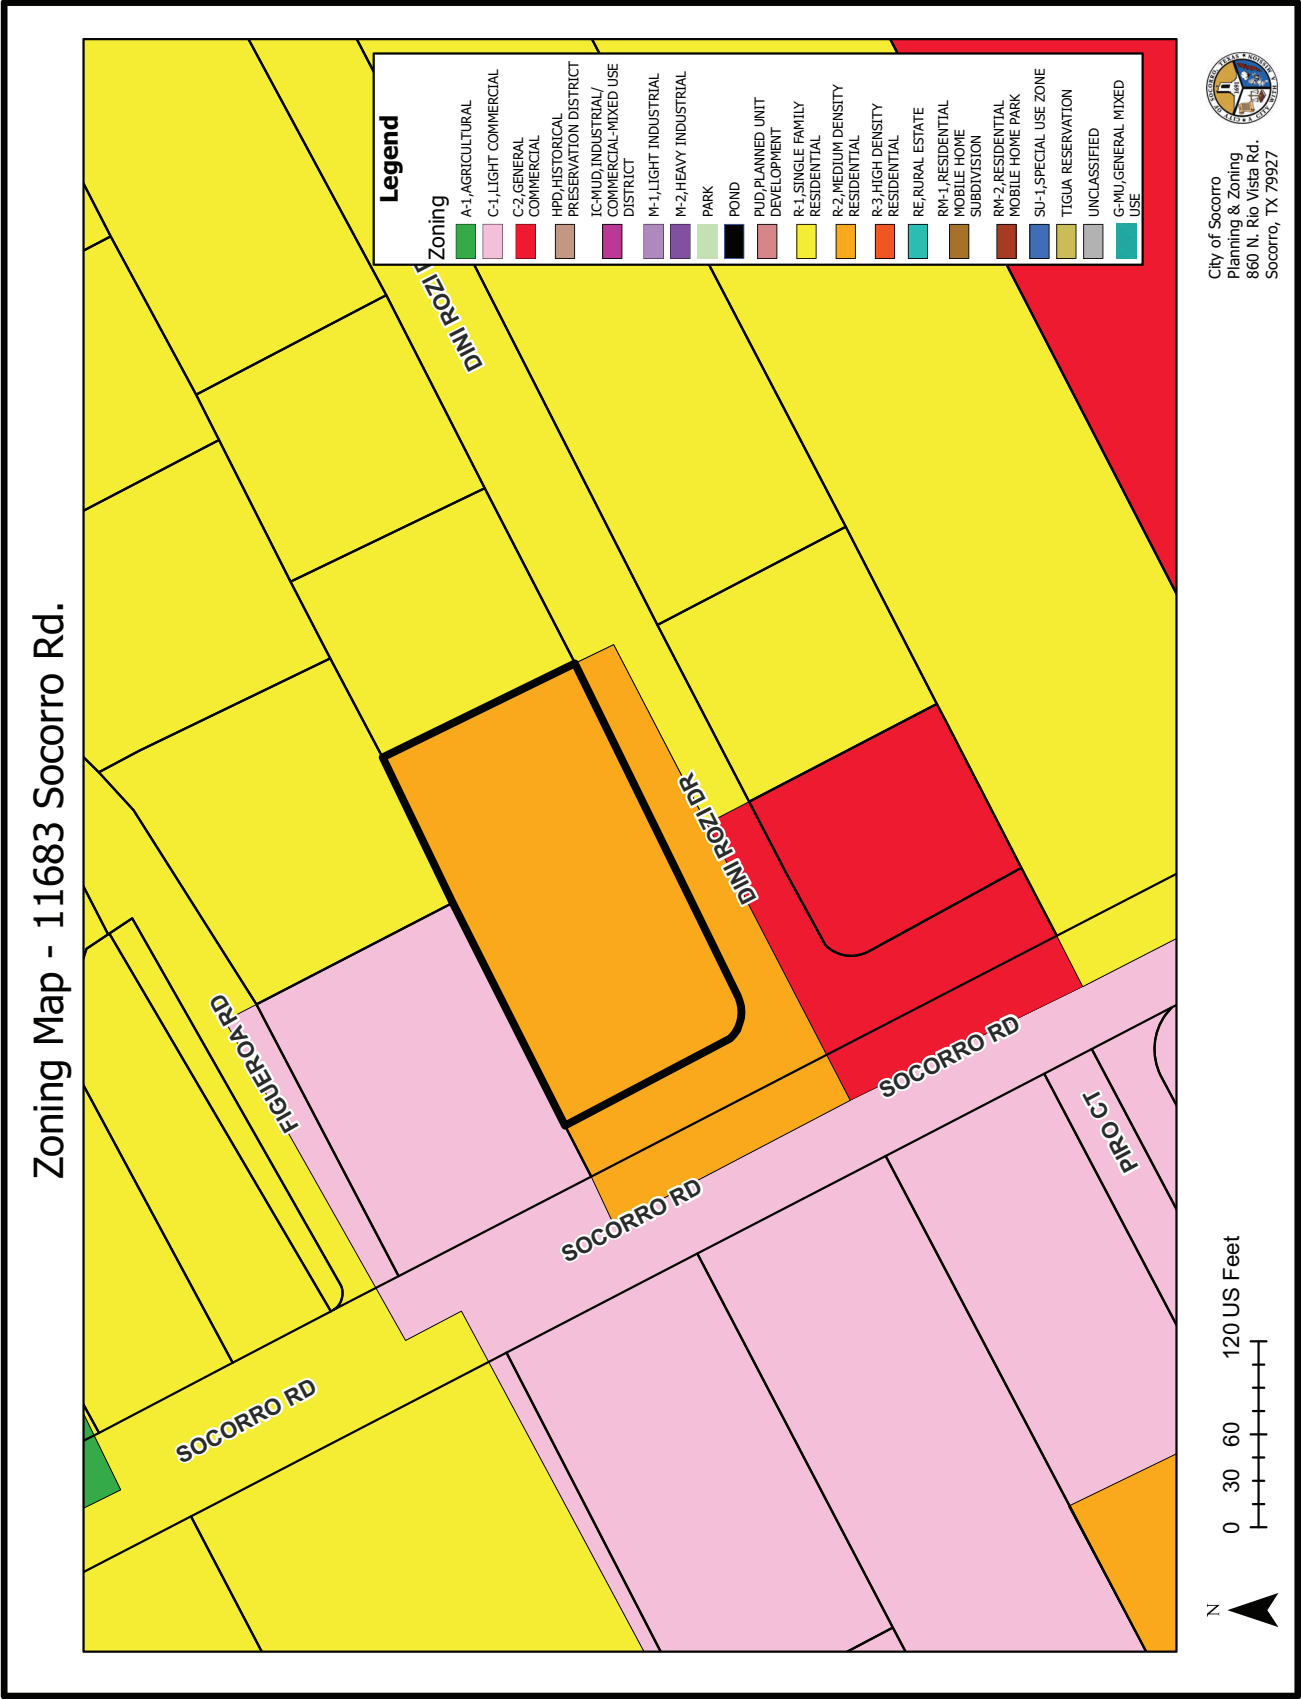 Zoning Map - 11683 Socorro Rd.
FIGUEROA RD
SOCORRO RD
SOCORRO RD
SOCORRO RD
DINI ROZI DR
DINI ROZI
PIRO CT
Legend
Zoning
A-1,AGRICULTURAL
C-1,LIGHT COMMERCIAL
C-2,GENERAL
COMMERCIAL
HPD,HISTORICAL
PRESERVATION DISTRICT
IC-MUD,INDUSTRIAL/
COMMERCIAL-MIXED USE
DISTRICT
M-1,LIGHT INDUSTRIAL
M-2,HEAVY INDUSTRIAL
PARK
POND
PUD,PLANNED UNIT
DEVELOPMENT
R-1,SINGLE FAMILY
RESIDENTIAL
R-2,MEDIUM DENSITY
RESIDENTIAL
R-3,HIGH DENSITY
RESIDENTIAL
RE,RURAL ESTATE
RM-1,RESIDENTIAL
MOBILE HOME
SUBDIVISION
RM-2,RESIDENTIAL
MOBILE HOME PARK
SU-1,SPECIAL USE ZONE
TIGUA RESERVATION
UNCLASSIFIED
G-MU,GENERAL MIXED
USE
N
0 30 60 120 US Feet
City of Socorro
Planning & Zoning
860 N. Rio Vista Rd.
Socorro, TX 79927